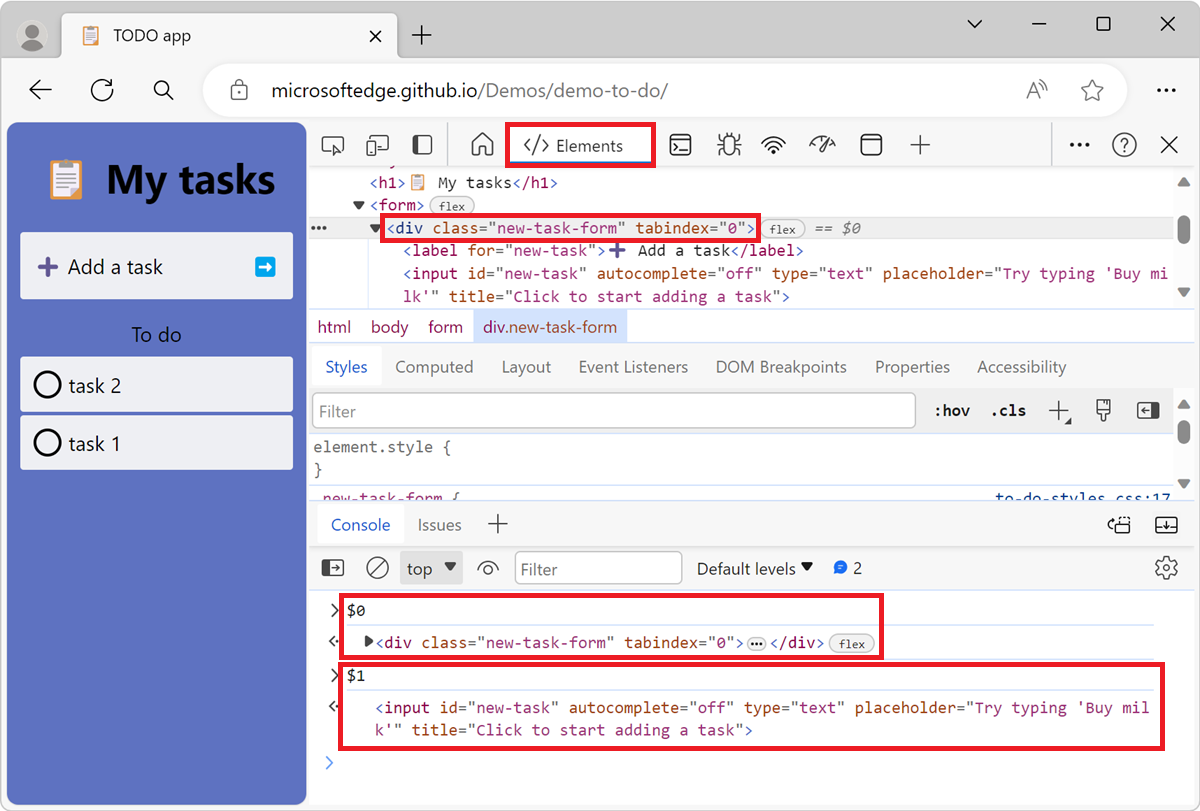 TODO app
microsoftedge.github.io/Demos/demo-to-do/
My tasks
Add a task
To do
task 2
task 1
</> Elements
<h1>📋 My tasks</h1>
▼<form> flex
••• ▼<div class="new-task-form" tabindex="0"> flex == $0
<label for="new-task">➕ Add a task</label>
<input id="new-task" autocomplete="off" type="text" placeholder="Try typing 'Buy mi
lk'" title="Click to start adding a task">
html body form div.new-task-form
Styles Computed Layout Event Listeners DOM Breakpoints Properties Accessibility
Filter :hov .cls
element.style {
}
.new-task-form { to-do-styles.css:17
Console Issues
top Filter Default levels 2
$0
<div class="new-task-form" tabindex="0">•••</div> flex
$1
<input id="new-task" autocomplete="off" type="text" placeholder="Try typing 'Buy mil
k'" title="Click to start adding a task">